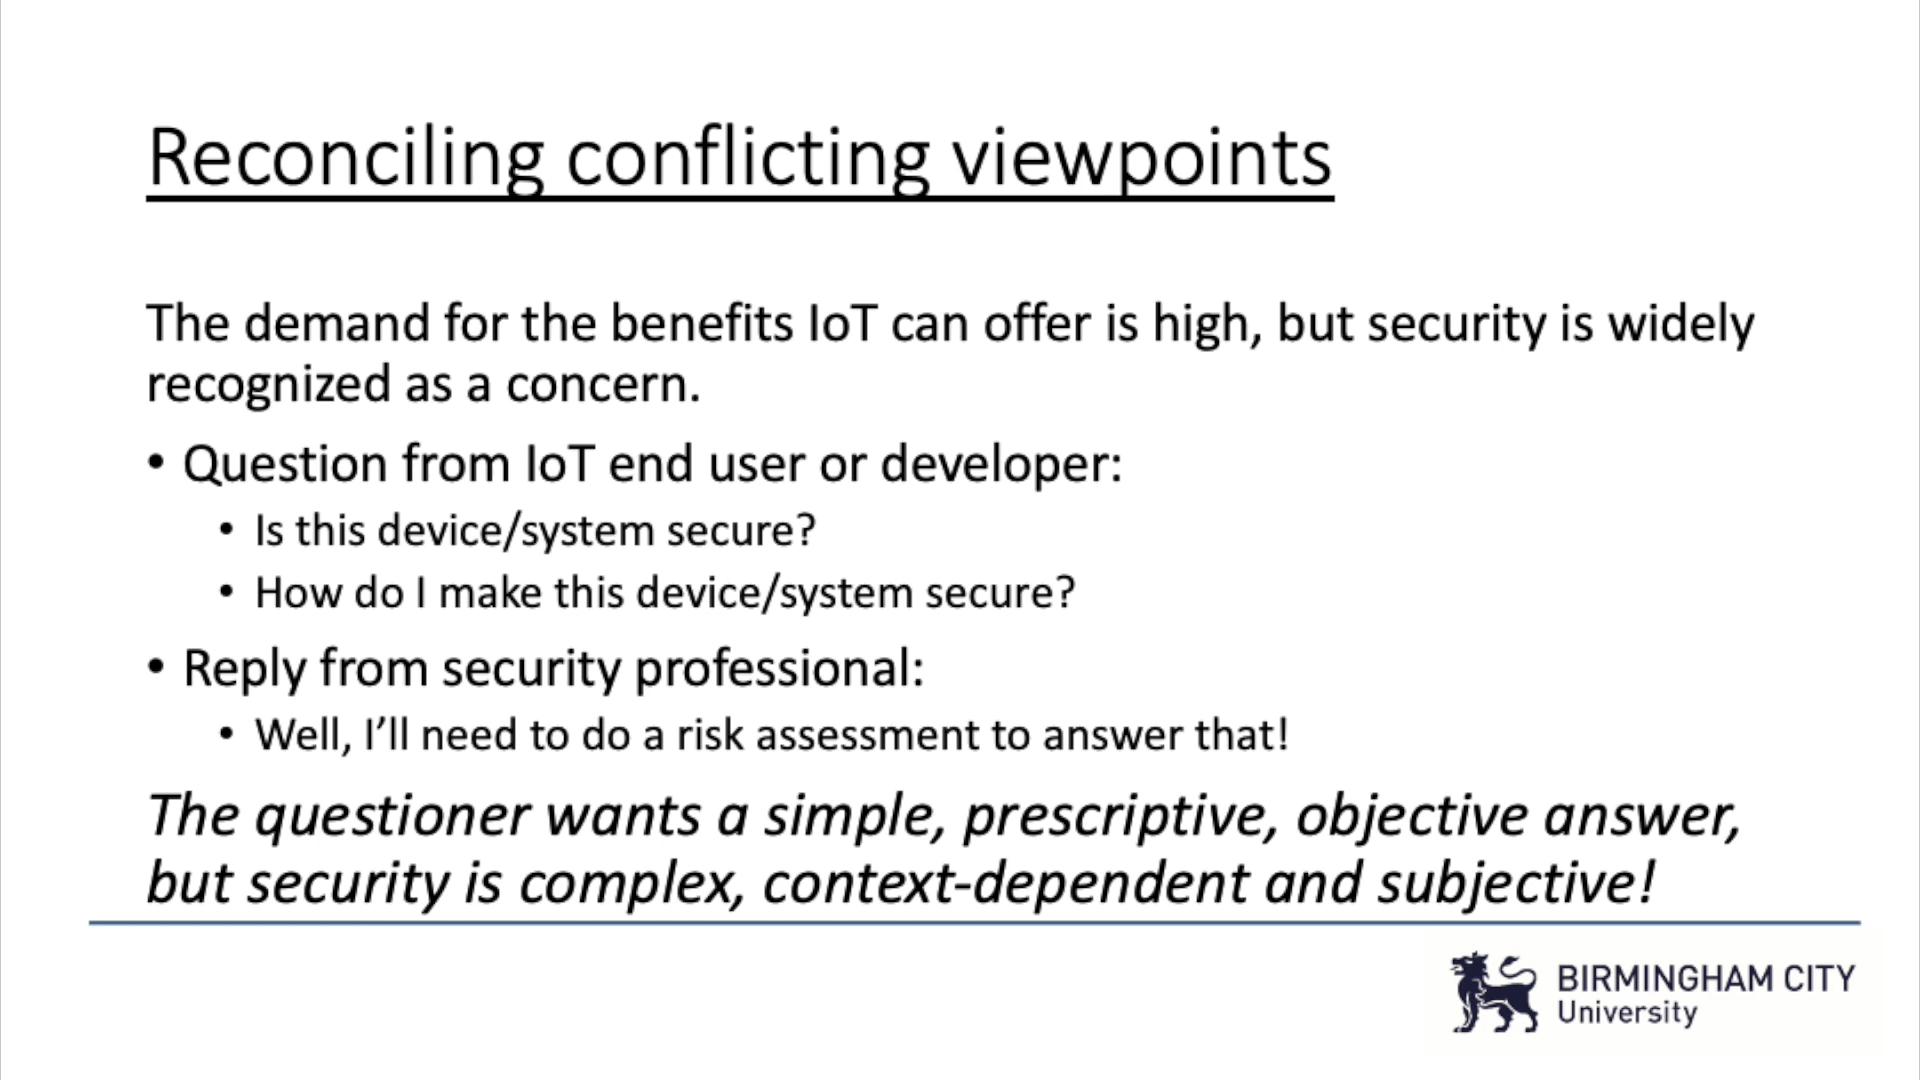 Reconciling conflicting viewpoints
The demand for the benefits IoT can offer is high, but security is widely
recognized as a concern.
• Question from IoT end user or developer:
• Is this device/system secure?
• How do I make this device/system secure?
• Reply from security professional:
• Well, I’ll need to do a risk assessment to answer that!
The questioner wants a simple, prescriptive, objective answer,
but security is complex, context-dependent and subjective!
BIRMINGHAM CITY
University